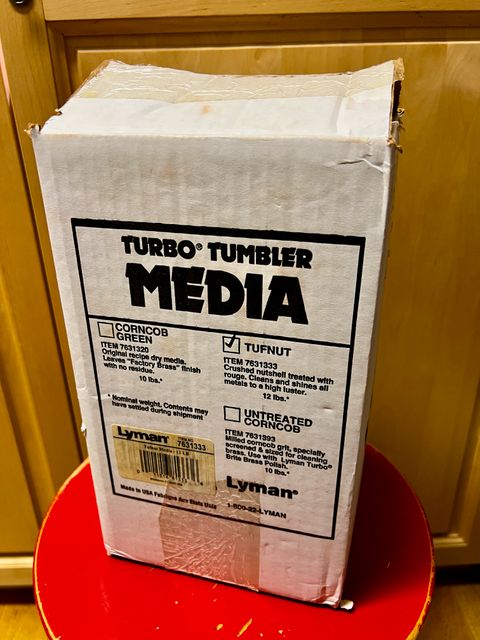 TURBO® TUMBLER
MEDIA
CORNCOB
GREEN
ITEM 7631320
Original recipe dry media.
Leaves "Factory Brass" finish
with no residue.
10 lbs.*
* Nominal weight. Contents may
have settled during shipment
TUFNUT
ITEM 7631333
Crushed nutshell treated with
rouge. Cleans and shines all
metals to a high luster.
12 lbs.*
UNTREATED
CORNCOB
ITEM 7631393
Milled corncob grit, specially
screened & sized for cleaning
brass. Use with Lyman Turbo®
Brite Brass Polish.
10 lbs.*
Lyman®
7631333
Lyman®
Made in USA
1-800-22-LYMAN